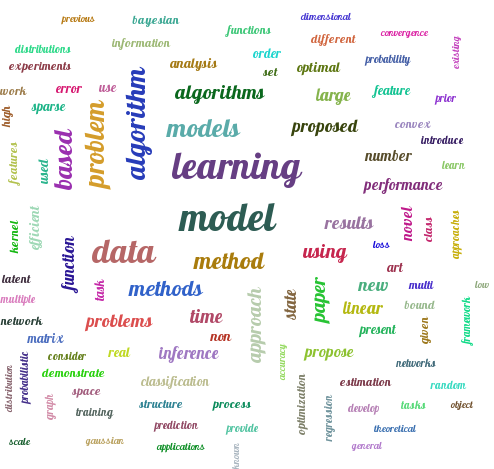 previous
bayesian
dimensional
functions
distributions
information
different
convergence
existing
experiments
analysis
order
set
optimal
probability
work
error
use
algorithms
large
feature
prior
high
sparse
problem
algorithm
models
proposed
convex
introduce
features
used
based
learning
number
learn
performance
kernel
efficient
function
model
results
novel
class
approaches
data
method
using
loss
art
latent
task
methods
approach
state
paper
new
multi
low
multiple
linear
bound
given
framework
network
problems
time
non
present
matrix
consider
real
inference
accuracy
propose
networks
distribution
probabilistic
demonstrate
classification
optimization
estimation
random
graph
space
training
structure
process
regression
develop
tasks
object
prediction
provide
theoretical
scale
gaussian
applications
known
general